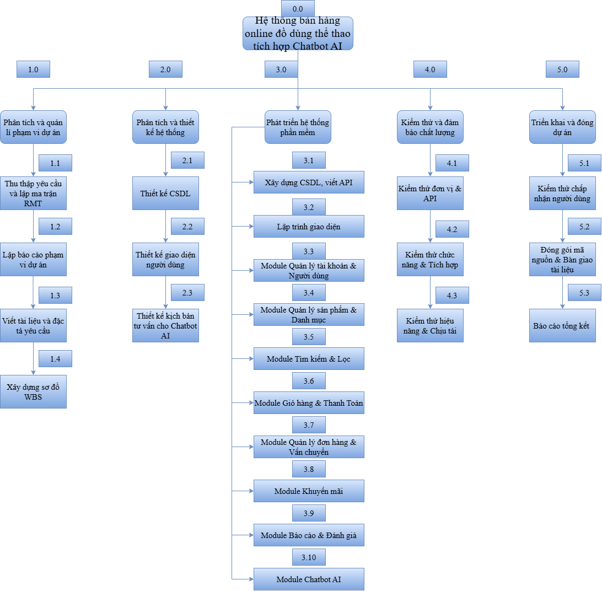 0.0
Hệ thống bán hàng
online đồ dùng thể thao
tích hợp Chatbot AI
1.0
2.0
3.0
4.0
5.0
Phân tích và quản
lí phạm vi dự án
Phân tích và thiết
kế hệ thống
Phát triển hệ thống
phần mềm
Kiểm thử và đảm
bảo chất lượng
Triển khai và đóng
dự án
1.1
Thu thập yêu cầu
và lập ma trận
RMT
1.2
Lập báo cáo phạm
vi dự án
1.3
Viết tài liệu và đặc
tả yêu cầu
1.4
Xây dựng sơ đồ
WBS
2.1
Thiết kế CSDL
2.2
Thiết kế giao diện
người dùng
2.3
Thiết kế kịch bản
tư vấn cho Chatbot
AI
3.1
Xây dựng CSDL, viết API
3.2
Lập trình giao diện
3.3
Module Quản lý tài khoản &
Người dùng
3.4
Module Quản lý sản phẩm &
Danh mục
3.5
Module Tìm kiếm & Lọc
3.6
Module Giỏ hàng & Thanh Toán
3.7
Module Quản lý đơn hàng &
Vận chuyển
3.8
Module Khuyến mãi
3.9
Module Báo cáo & Đánh giá
3.10
Module Chatbot AI
4.1
Kiểm thử đơn vị &
API
4.2
Kiểm thử chức
năng & Tích hợp
4.3
Kiểm thử hiệu
năng & Chịu tải
5.1
Kiểm thử chấp
nhận người dùng
5.2
Đóng gói mã
nguồn & Bàn giao
tài liệu
5.3
Báo cáo tổng kết